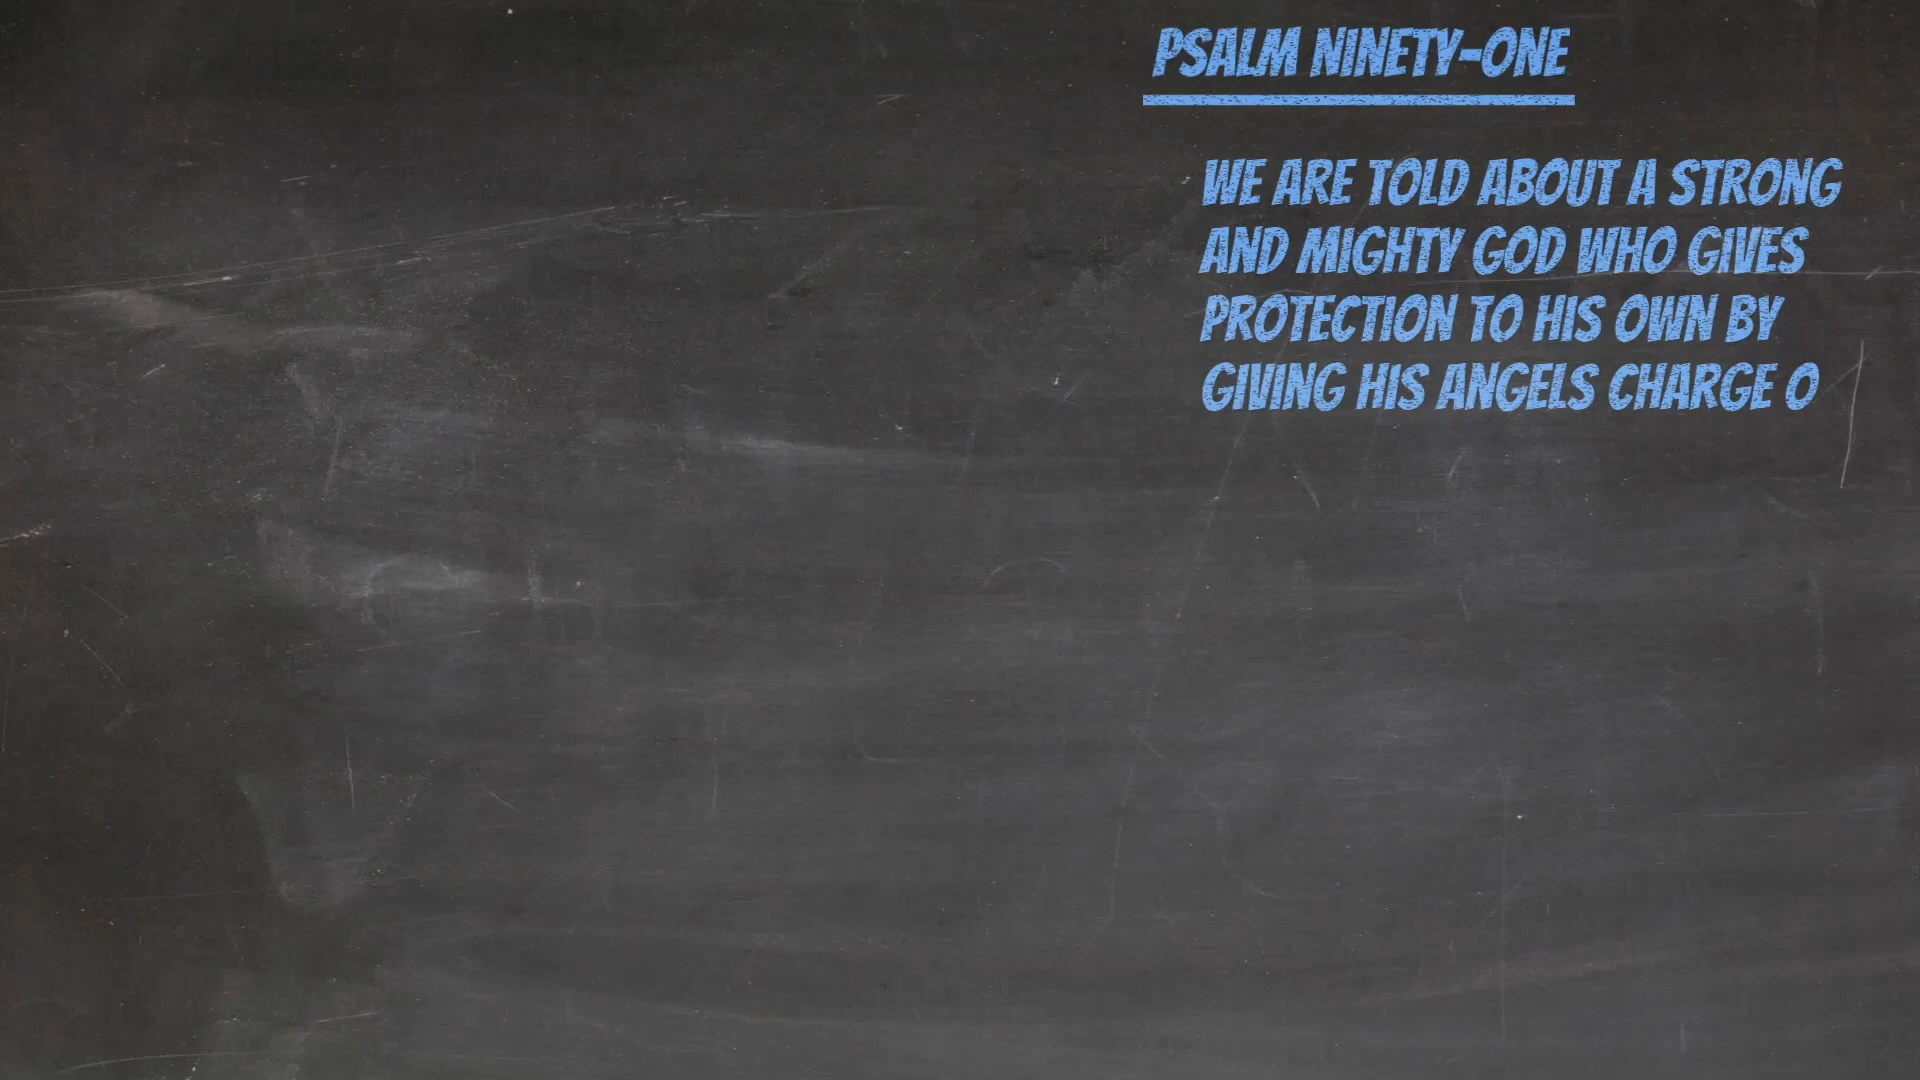 PSALM NINETY-ONE
WE ARE TOLD ABOUT A STRONG
AND MIGHTY GOD WHO GIVES
PROTECTION TO HIS OWN BY
GIVING HIS ANGELS CHARGE O